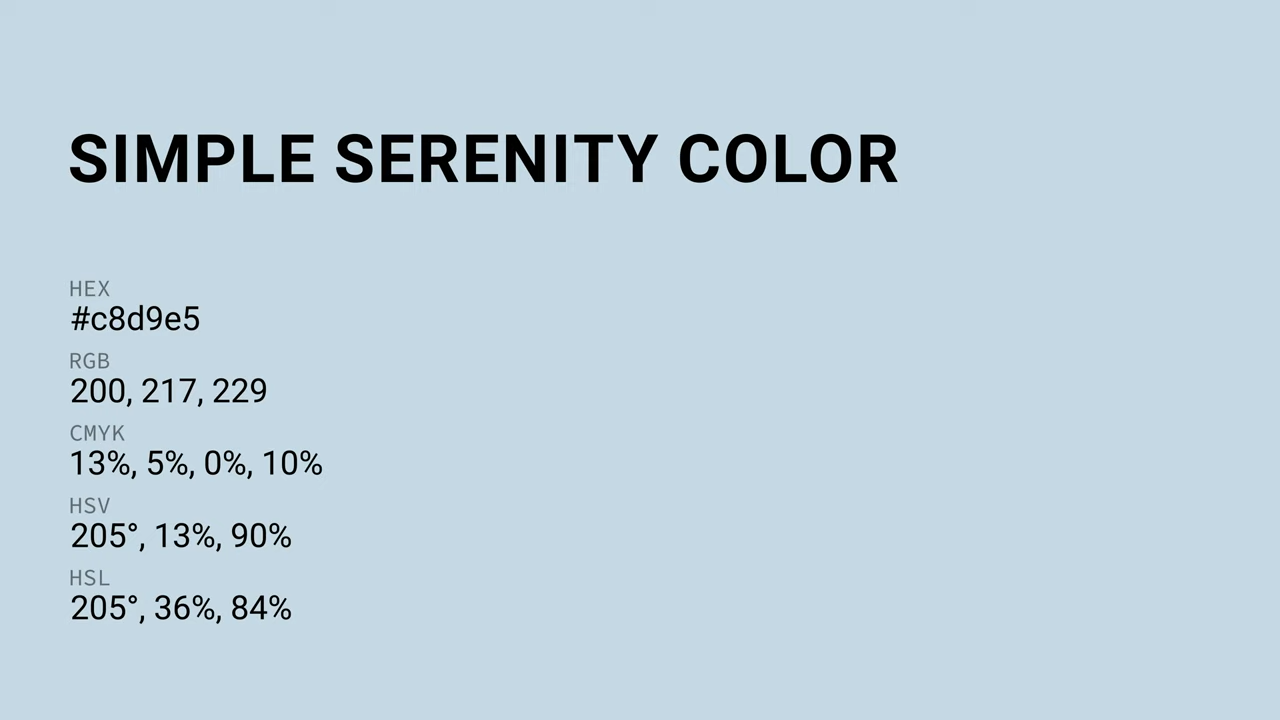 SIMPLE SERENITY COLOR
HEX
#c8d9e5
RGB
200, 217, 229
CMYK
13%, 5%, 0%, 10%
HSV
205°, 13%, 90%
HSL
205°, 36%, 84%